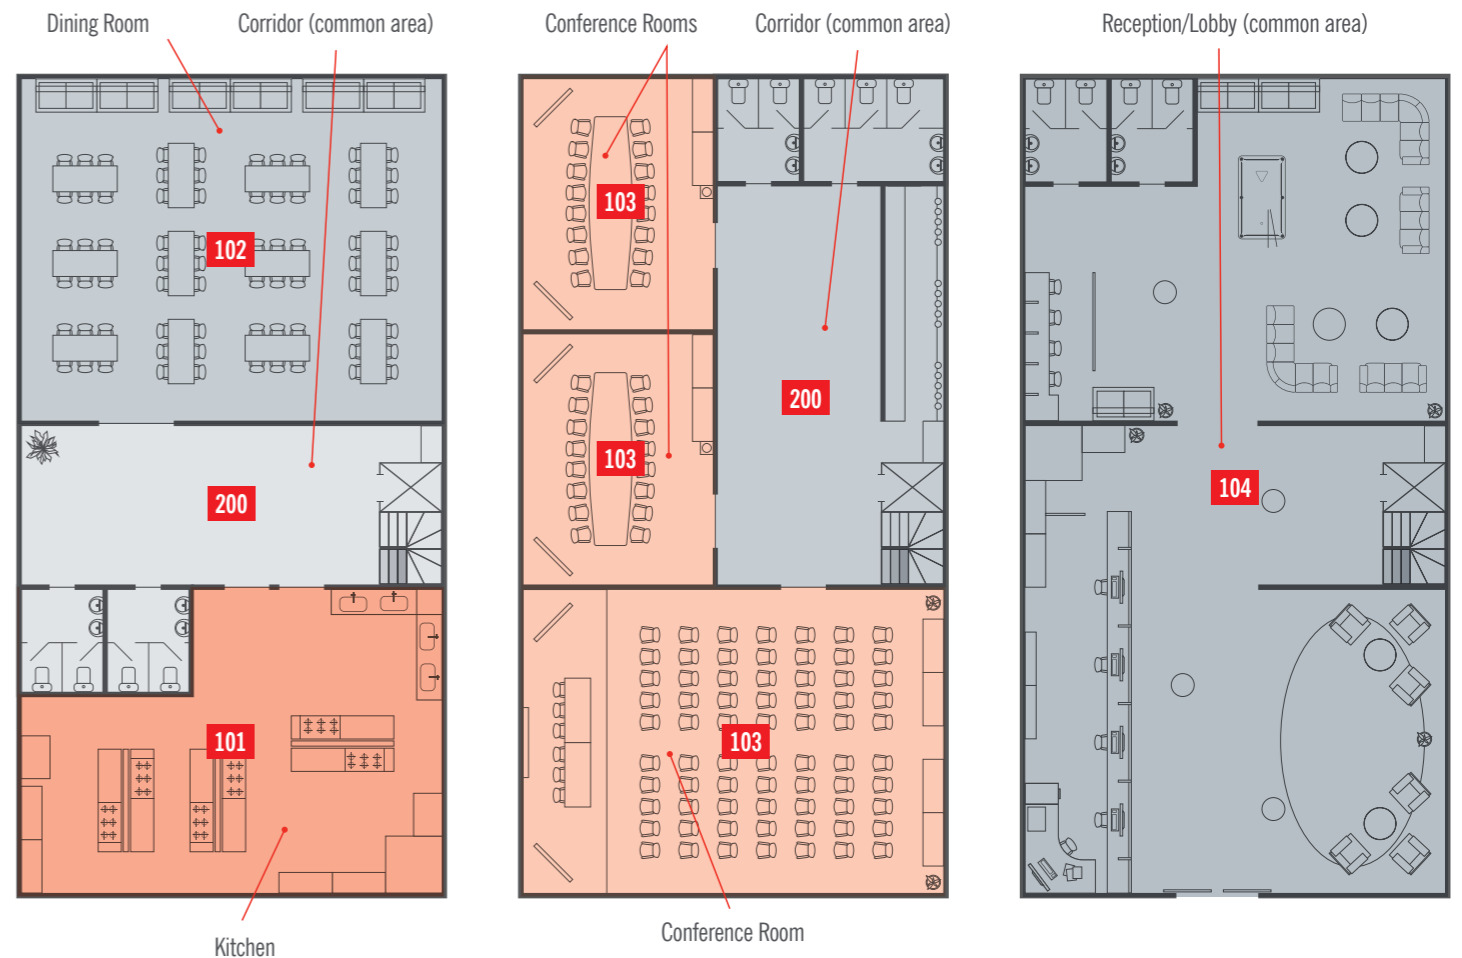 Dining Room
Corridor (common area)
Conference Rooms
Corridor (common area)
Reception/Lobby (common area)
102
200
101
103
103
200
103
104
Kitchen
Conference Room